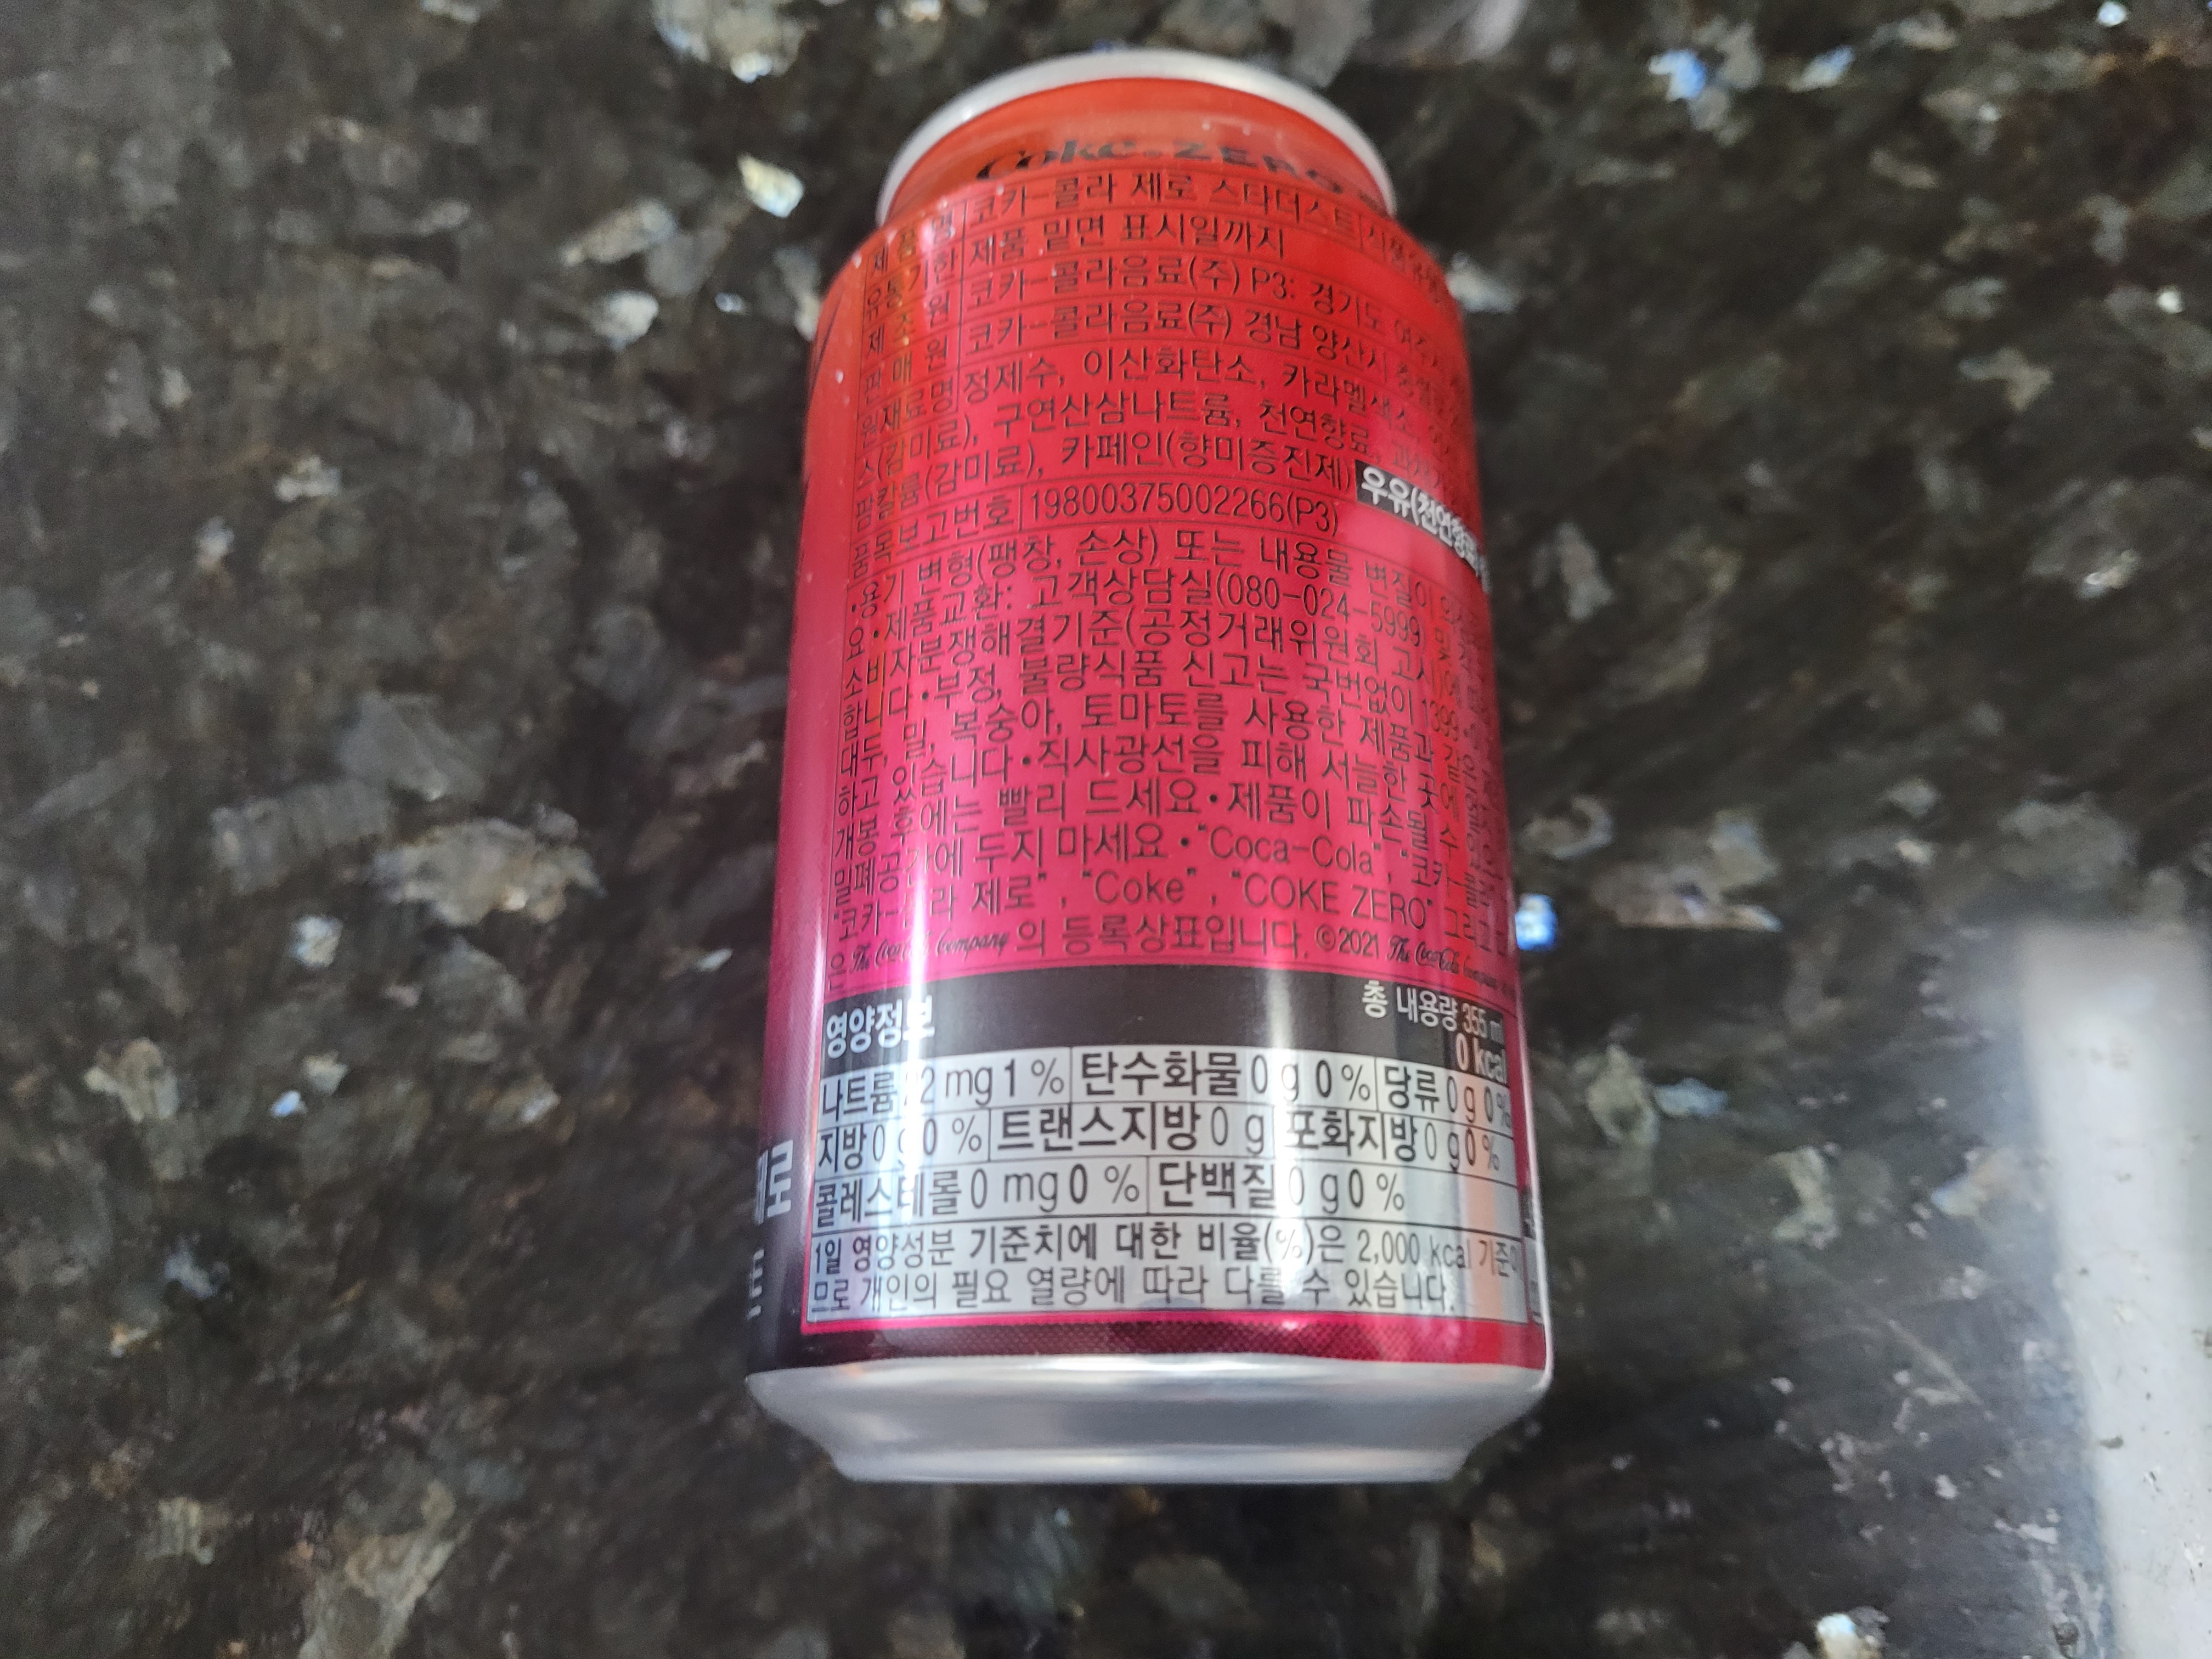 Coke ZERO
제품명 코카-콜라 제로 스타더스트
유통기한 제품 밑면 표시일까지
제조원 코카-콜라음료(주) P3: 경기도 여주시
판매원 코카-콜라음료(주) 경남 양산시
원재료명 정제수, 이산화탄소, 카라멜색소,
스(감미료), 구연산삼나트륨, 천연향료,
팜칼륨(감미료), 카페인(향미증진제) 우유(천연향료
품목보고번호 19800375002266(P3)
•용기 변형(팽창, 손상) 또는 내용물 변질이
요•제품교환: 고객상담실(080-024-5999) 및
소비자분쟁해결기준(공정거래위원회 고시)에
합니다•부정, 불량식품 신고는 국번없이 1399•
대두, 밀, 복숭아, 토마토를 사용한 제품과 같은
하고 있습니다•직사광선을 피해 서늘한 곳에
개봉 후에는 빨리 드세요•제품이 파손될 수
밀폐공간에 두지 마세요•"Coca-Cola", "코카-콜라
"코카-콜라 제로", "Coke", "COKE ZERO" 그리고
은 The Coca-Cola Company의 등록상표입니다. ©2021 The Coca-Cola Company
영양정보 총 내용량 355 ml
0 kcal
나트륨 mg 1 % 탄수화물 0 g 0 % 당류 0 g 0 %
지방 0 g 0 % 트랜스지방 0 g 포화지방 0 g 0 %
콜레스테롤 0 mg 0 % 단백질 0 g 0 %
1일 영양성분 기준치에 대한 비율(%)은 2,000 kcal 기준이
므로 개인의 필요 열량에 따라 다를 수 있습니다.
제로